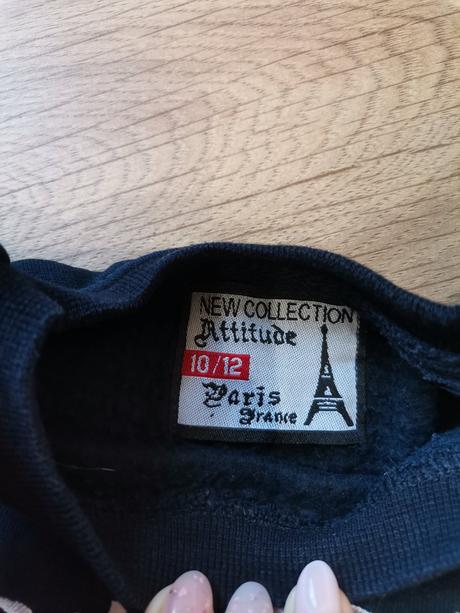 NEW COLLECTION
Attitude
10/12
Paris
France